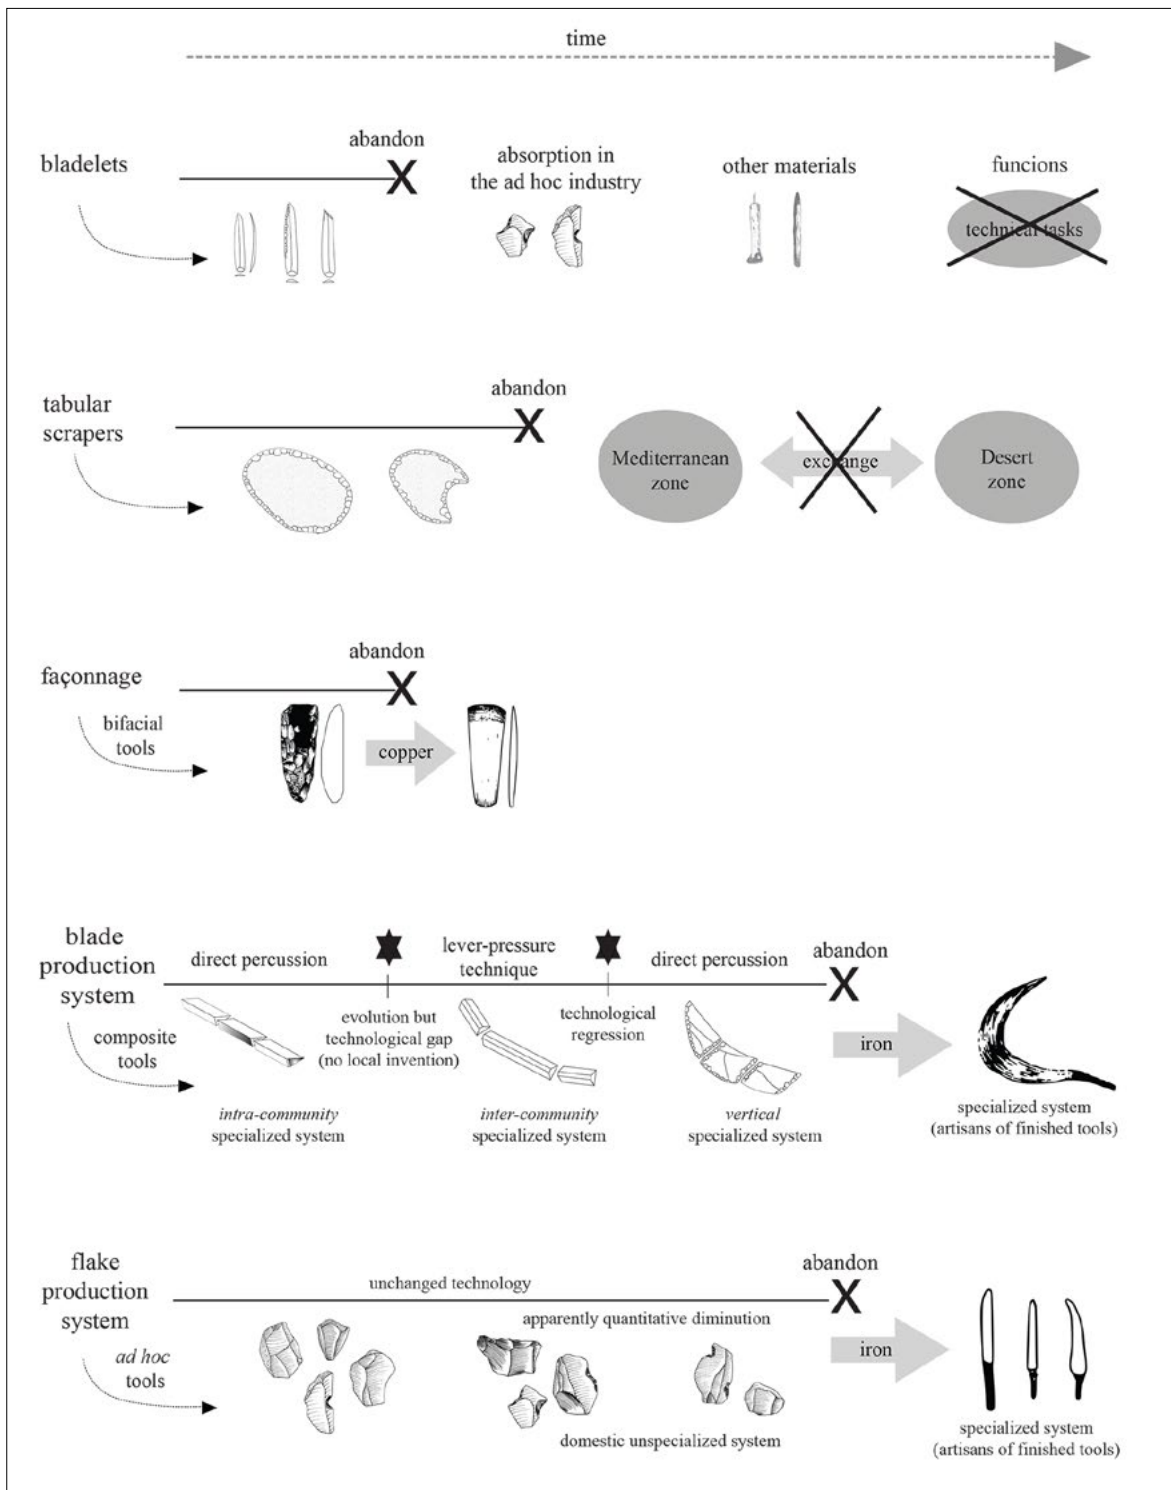 time
bladelets
abandon
absorption in
the ad hoc industry
other materials
funcions
technical tasks
tabular
scrapers
abandon
Mediterranean
zone
exchange
Desert
zone
façonnage
abandon
bifacial
tools
copper
blade
production
system
direct percussion
lever-pressure
technique
direct percussion
abandon
composite
tools
evolution but
technological gap
(no local invention)
technological
regression
iron
intra-community
specialized system
inter-community
specialized system
vertical
specialized system
specialized system
(artisans of finished tools)
flake
production
system
unchanged technology
abandon
apparently quantitative diminution
ad hoc
tools
iron
domestic unspecialized system
specialized system
(artisans of finished tools)